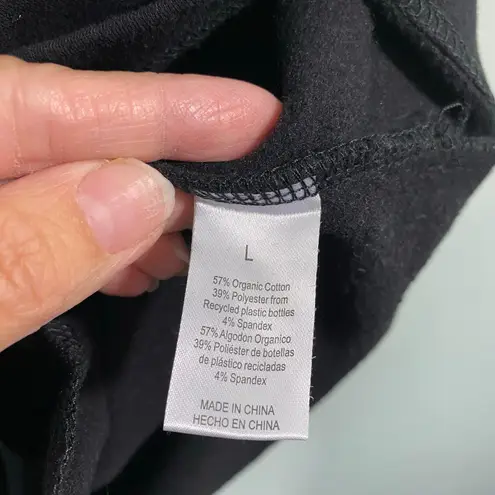 L
57% Organic Cotton
39% Polyester from
Recycled plastic bottles
4% Spandex
57% Algodón Organico
39% Poliéster de botellas
de plástico recicladas
4% Spandex
MADE IN CHINA
HECHO EN CHINA